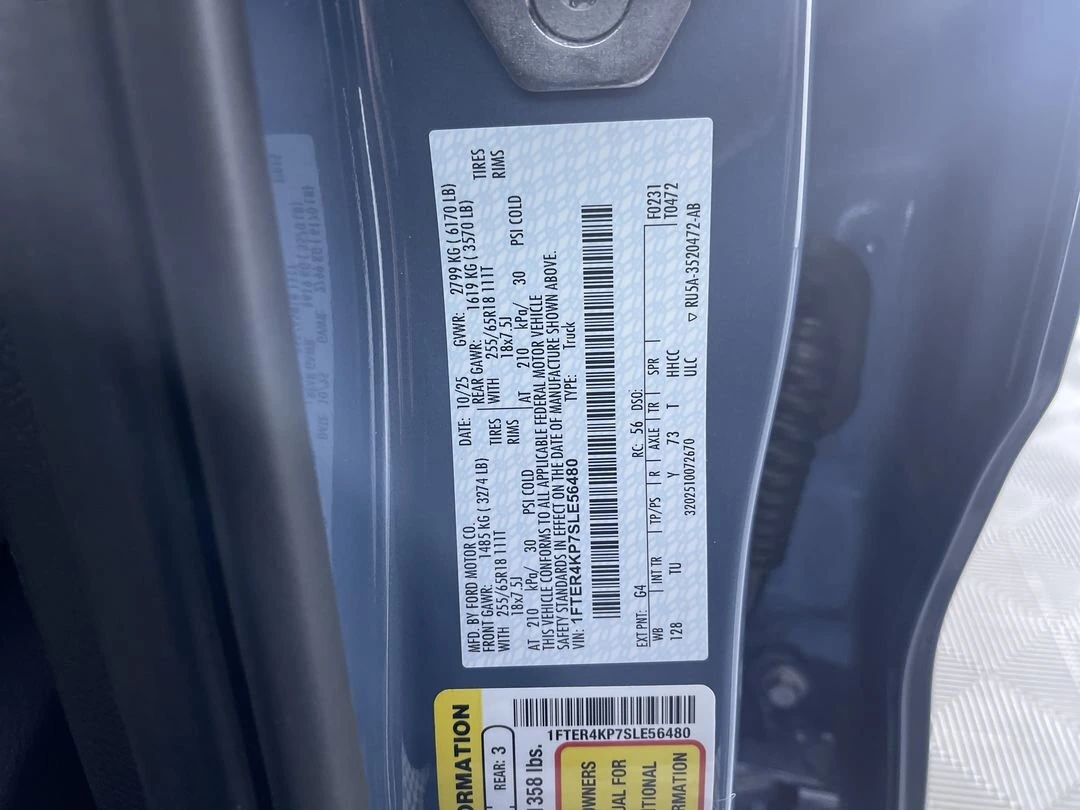 MFD. BY FORD MOTOR CO. DATE: 10/25 GVWR: 2799 KG ( 6170 LB)
FRONT GAWR: 1485 KG ( 3274 LB) REAR GAWR: 1619 KG ( 3570 LB)
WITH 255/65R18 111T TIRES WITH 255/65R18 111T TIRES
18x7.5J RIMS 18x7.5J RIMS
AT 210 kPa/ 30 PSI COLD AT 210 kPa/ 30 PSI COLD
THIS VEHICLE CONFORMS TO ALL APPLICABLE FEDERAL MOTOR VEHICLE
SAFETY STANDARDS IN EFFECT ON THE DATE OF MANUFACTURE SHOWN ABOVE.
VIN: 1FTER4KP7SLE56480 TYPE: Truck
EXT PNT: G4 RC: 56 DSO: F0231
WB INT TR TP/PS R AXLE TR SPR T0472
128 TU Y 73 T HHCC
3202510072670 ULC ▽ RU5A-3520472-AB
ORMATION
REAR: 3
1358 lbs.
1FTER4KP7SLE56480
OWNERS
UAL FOR
TIONAL
RMATION